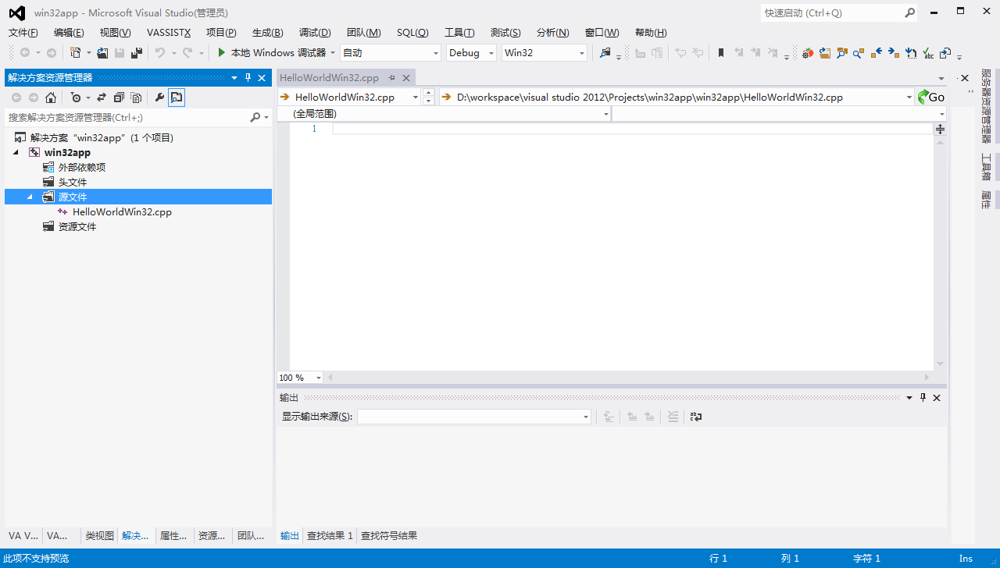 win32app - Microsoft Visual Studio(管理员)
快速启动 (Ctrl+Q)
文件(F) 编辑(E) 视图(V) VASSISTX 项目(P) 生成(B) 调试(D) 团队(M) SQL(Q) 工具(T) 测试(S) 分析(N) 窗口(W) 帮助(H)
本地 Windows 调试器 自动 Debug Win32
解决方案资源管理器
搜索解决方案资源管理器(Ctrl+;)
解决方案“win32app”(1 个项目)
win32app
外部依赖项
头文件
源文件
HelloWorldWin32.cpp
资源文件
VA V... VA... 类视图 解决... 属性... 资源... 团队...
HelloWorldWin32.cpp
HelloWorldWin32.cpp D:\workspace\visual studio 2012\Projects\win32app\win32app\HelloWorldWin32.cpp Go
(全局范围)
1
100 %
输出
显示输出来源(S):
输出 查找结果 1 查找符号结果
服务器资源管理器
工具箱
属性
此项不支持预览 行 1 列 1 字符 1 Ins